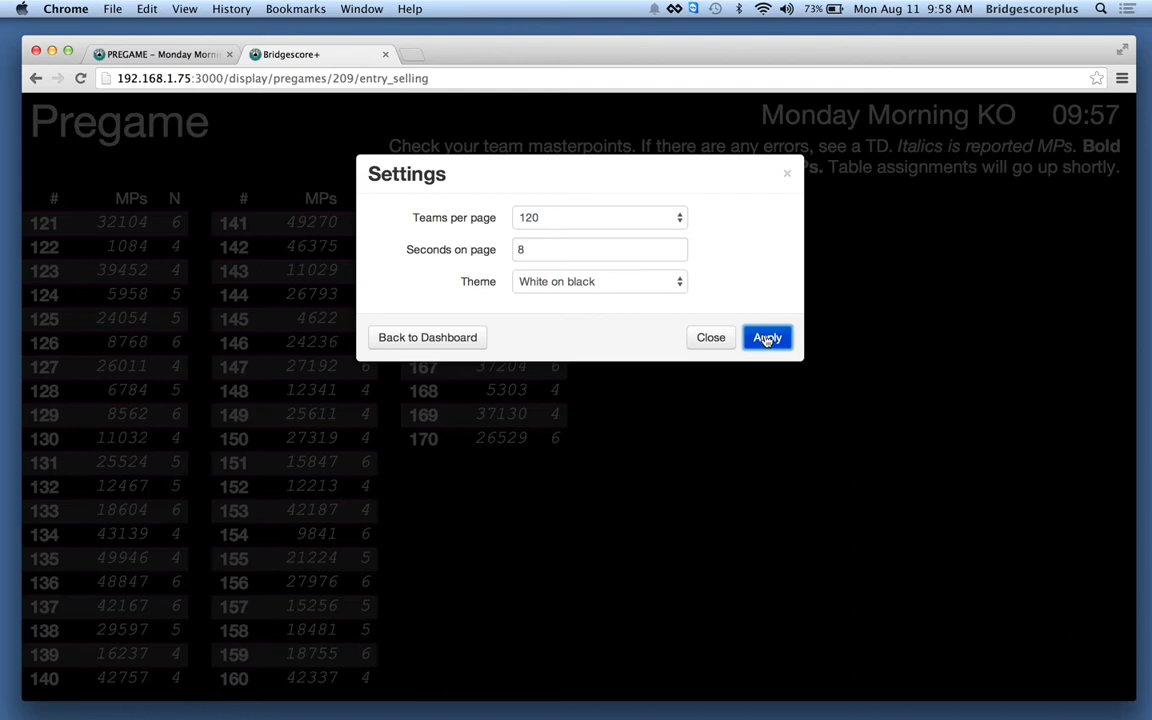 Chrome File Edit View History Bookmarks Window Help 73% Mon Aug 11 9:58 AM Bridgescoreplus
PREGAME – Monday Morni
Bridgescore+
192.168.1.75:3000/display/pregames/209/entry_selling
Pregame
Monday Morning KO 09:57
Check your team masterpoints. If there are any errors, see a TD. Italics is reported MPs. Bold
Ps. Table assignments will go up shortly.
Settings
×
Teams per page 120
Seconds on page 8
Theme White on black
Back to Dashboard Close Apply
# MPs N # MPs
121 32104 6 141 49270
122 1084 4 142 46375
123 39452 4 143 11029
124 5958 5 144 26793
125 24054 5 145 4622
126 8768 6 146 24236
127 26011 4 147 27192 6 167 37204 6
128 6784 5 148 12341 4 168 5303 4
129 8562 6 149 25611 4 169 37130 4
130 11032 4 150 27319 4 170 26529 6
131 25524 5 151 15847 6
132 12467 5 152 12213 4
133 18604 6 153 42187 4
134 43139 4 154 9841 6
135 49946 4 155 21224 5
136 48847 6 156 27976 6
137 42167 6 157 15256 5
138 29597 5 158 18481 5
139 16237 4 159 18755 6
140 42757 4 160 42337 4